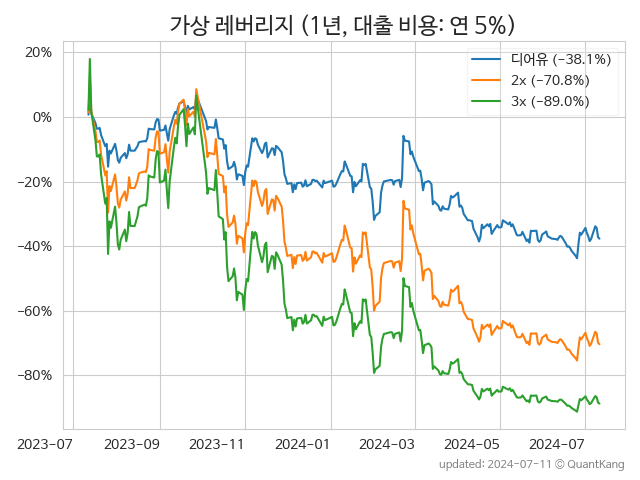 가상 레버리지 (1년, 대출 비용: 연 5%)
디어유 (−38.1%)
2x (−70.8%)
3x (−89.0%)
20%
0%
−20%
−40%
−60%
−80%
2023-07
2023-09
2023-11
2024-01
2024-03
2024-05
2024-07
updated: 2024-07-11 © QuantKang